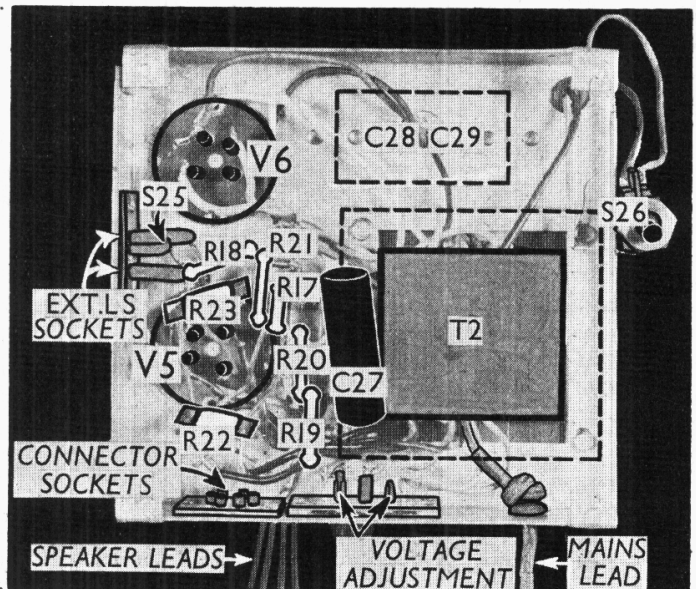 C28 C29
V6
S25
S26
R18
R21
EXT.LS
SOCKETS
R23
R17
T2
V5
R20
C27
R22
R19
CONNECTOR
SOCKETS
SPEAKER LEADS
VOLTAGE
ADJUSTMENT
MAINS
LEAD